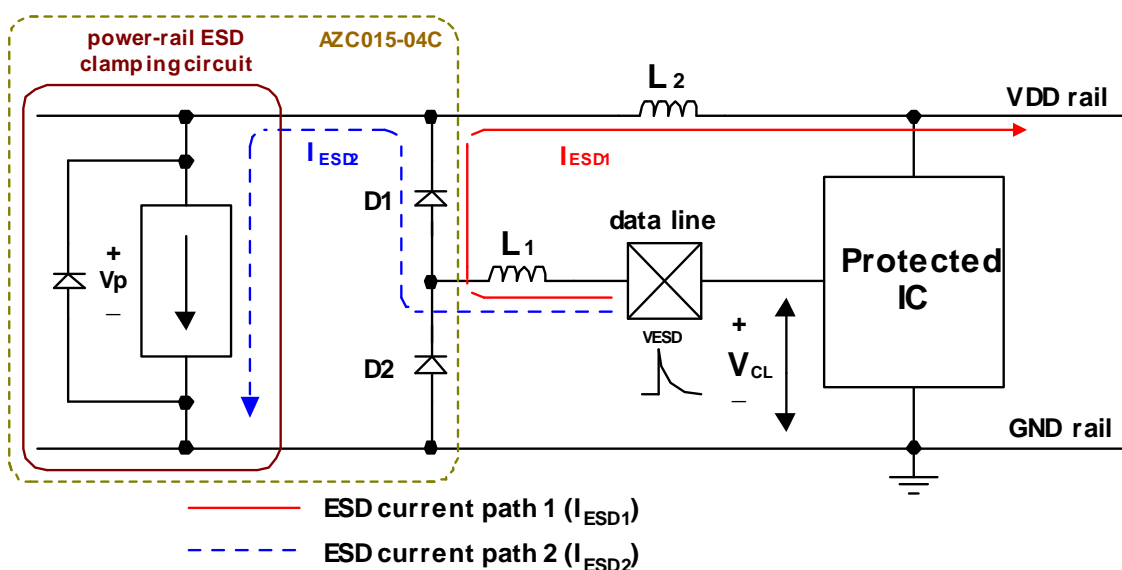 power-rail ESD
clamping circuit
AZC015-04C
L2
VDD rail
IESD2
IESD1
D1
data line
L1
+
Vp
_
Protected
IC
VESD
+
VCL
_
D2
GND rail
ESD current path 1 (IESD1)
ESD current path 2 (IESD2)